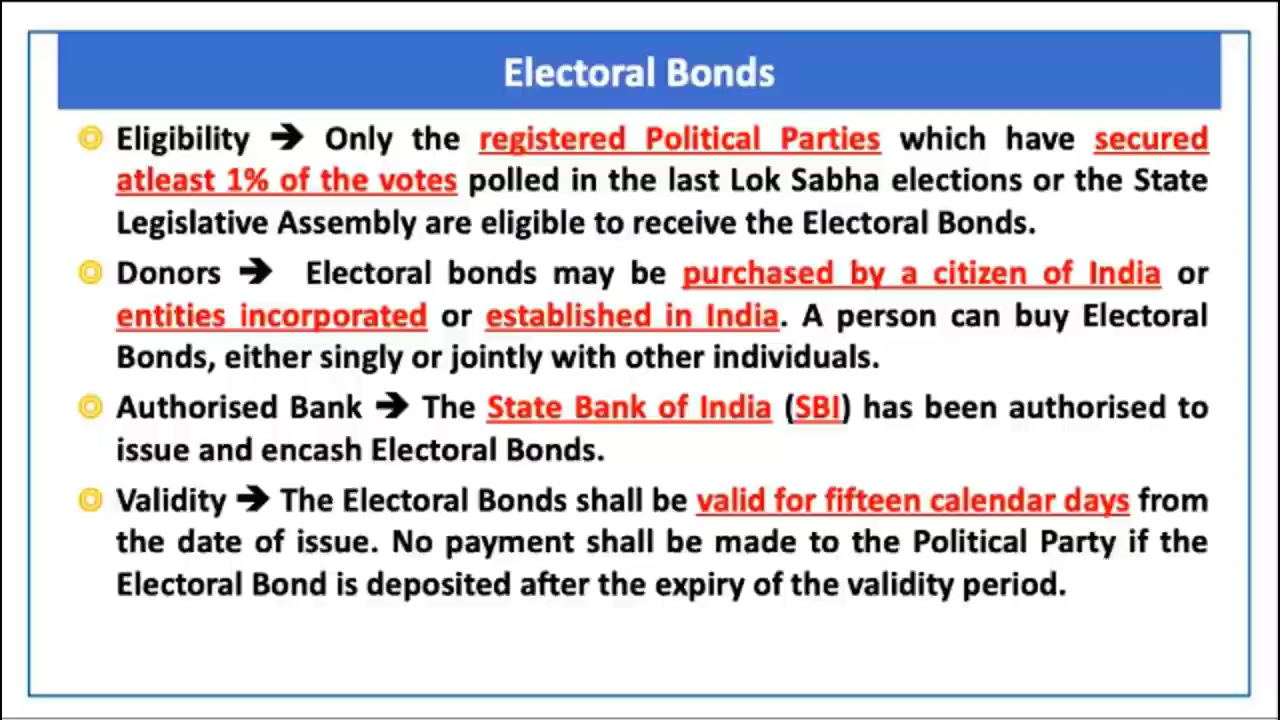 Electoral Bonds
Eligibility ➔ Only the registered Political Parties which have secured
atleast 1% of the votes polled in the last Lok Sabha elections or the State
Legislative Assembly are eligible to receive the Electoral Bonds.
Donors ➔ Electoral bonds may be purchased by a citizen of India or
entities incorporated or established in India. A person can buy Electoral
Bonds, either singly or jointly with other individuals.
Authorised Bank ➔ The State Bank of India (SBI) has been authorised to
issue and encash Electoral Bonds.
Validity ➔ The Electoral Bonds shall be valid for fifteen calendar days from
the date of issue. No payment shall be made to the Political Party if the
Electoral Bond is deposited after the expiry of the validity period.